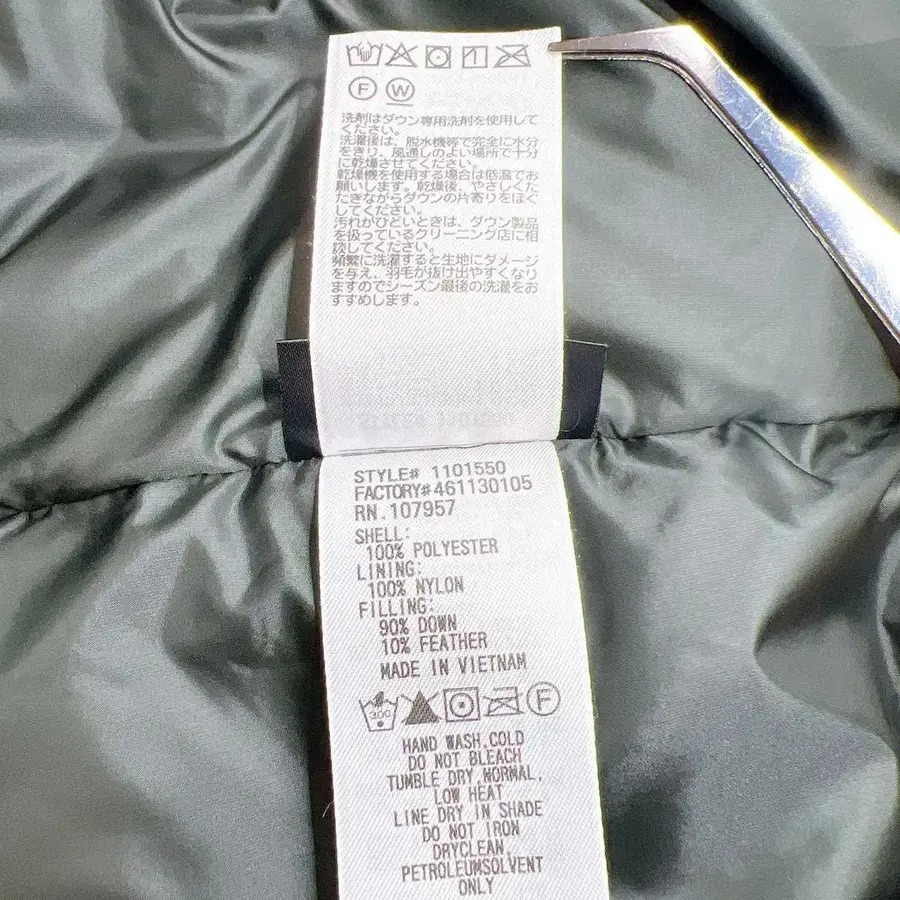 F W
洗剤はダウン専用洗剤を使用して
ください。
洗濯後は、脱水機等で完全に水分
をきり、風通しのよい場所で十分
に乾燥させてください。
乾燥機を使用する場合は低温でお
願いします。乾燥後、やさしくた
たきながらダウンの片寄りをほぐ
してください。
汚れがひどいときは、ダウン製品
を扱っているクリーニング店に相
談してください。
頻繁に洗濯すると生地にダメージ
を与え、羽毛が抜け出やすくなり
ますのでシーズン最後の洗濯をお
すすめします。
STYLE# 1101550
FACTORY#461130105
RN.107957
SHELL:
100% POLYESTER
LINING:
100% NYLON
FILLING:
90% DOWN
10% FEATHER
MADE IN VIETNAM
30C F
HAND WASH,COLD
DO NOT BLEACH
TUMBLE DRY,NORMAL,
LOW HEAT
LINE DRY IN SHADE
DO NOT IRON
DRYCLEAN,
PETROLEUMSOLVENT
ONLY